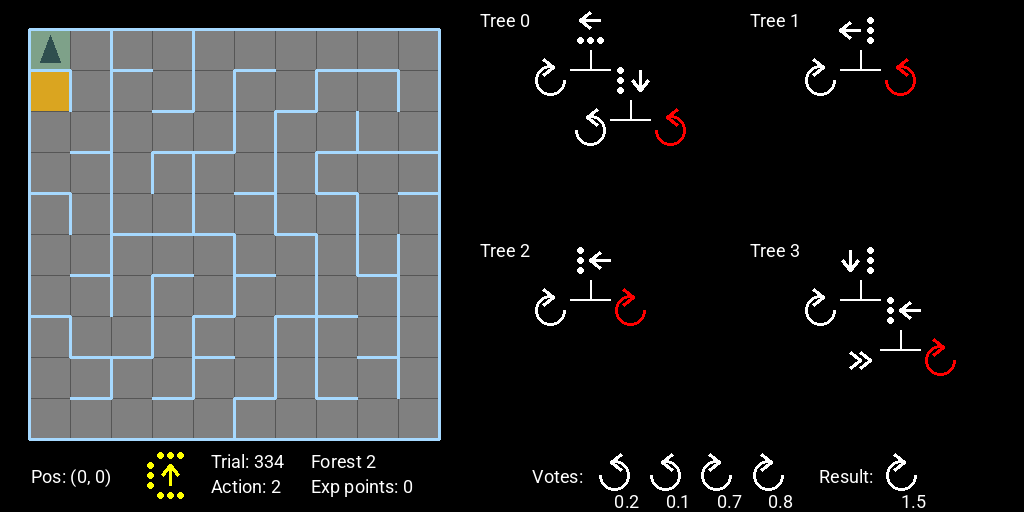 Tree 0
Tree 1
Tree 2
Tree 3
Pos: (0, 0)
Trial: 334
Forest 2
Action: 2
Exp points: 0
Votes:
0.2
0.1
0.7
0.8
Result:
1.5